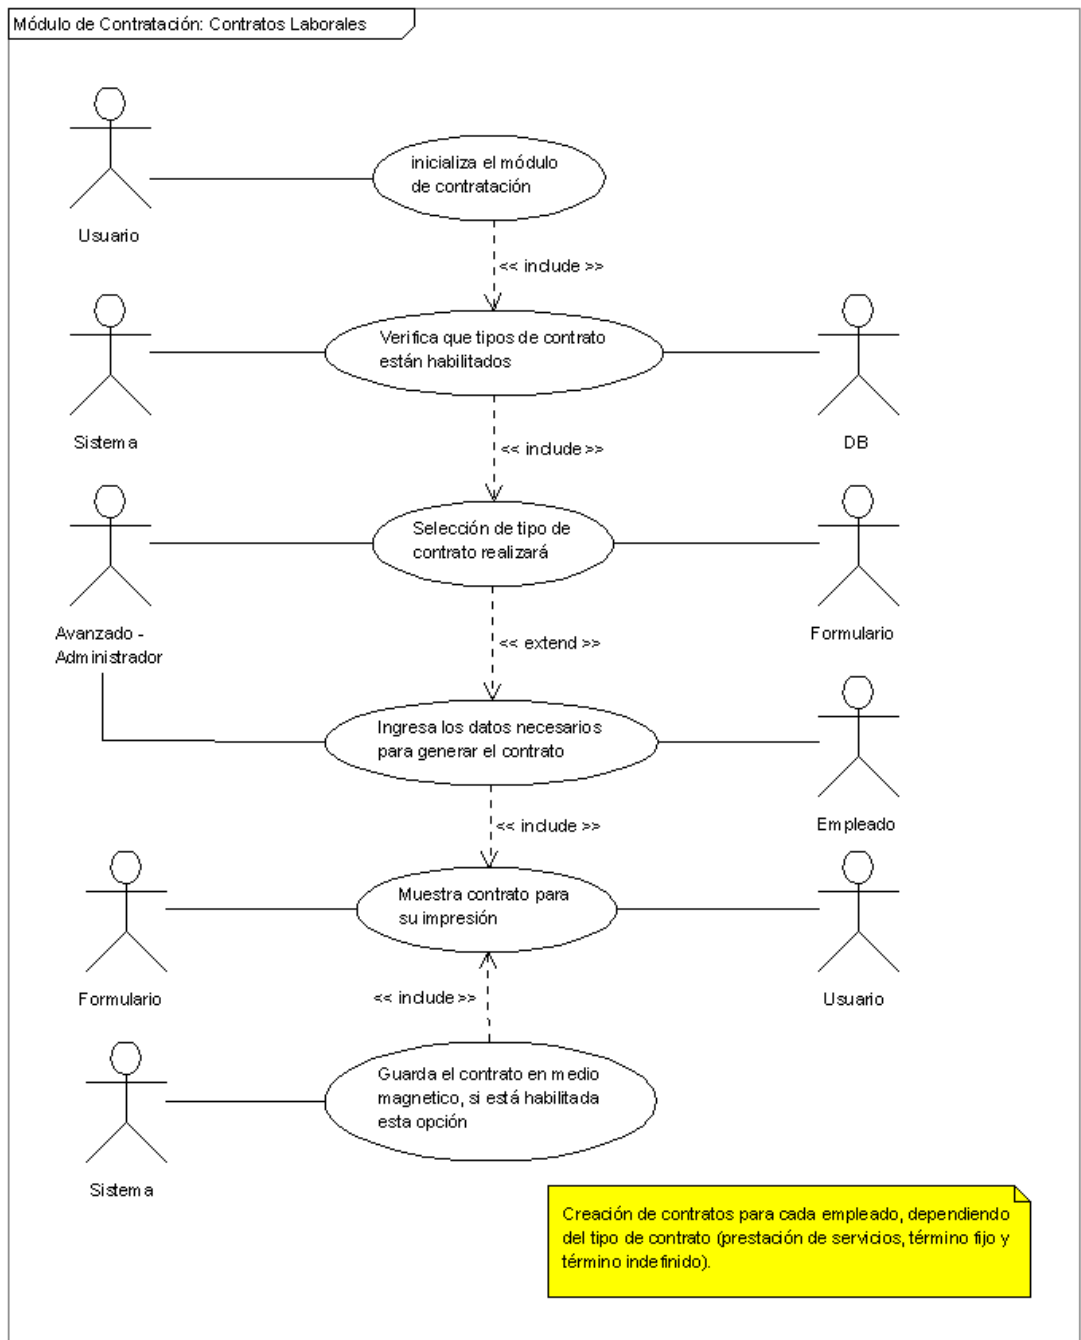 Módulo de Contratación: Contratos Laborales
inicializa el módulo
de contratación
Usuario
<< include >>
Verifica que tipos de contrato
están habilitados
Sistema
DB
<< include >>
Selección de tipo de
contrato realizará
Avanzado -
Administrador
Formulario
<< extend >>
Ingresa los datos necesarios
para generar el contrato
Empleado
<< include >>
Muestra contrato para
su impresión
Formulario
Usuario
<< include >>
Guarda el contrato en medio
magnetico, si está habilitada
esta opción
Sistema
Creación de contratos para cada empleado, dependiendo
del tipo de contrato (prestación de servicios, término fijo y
término indefinido).